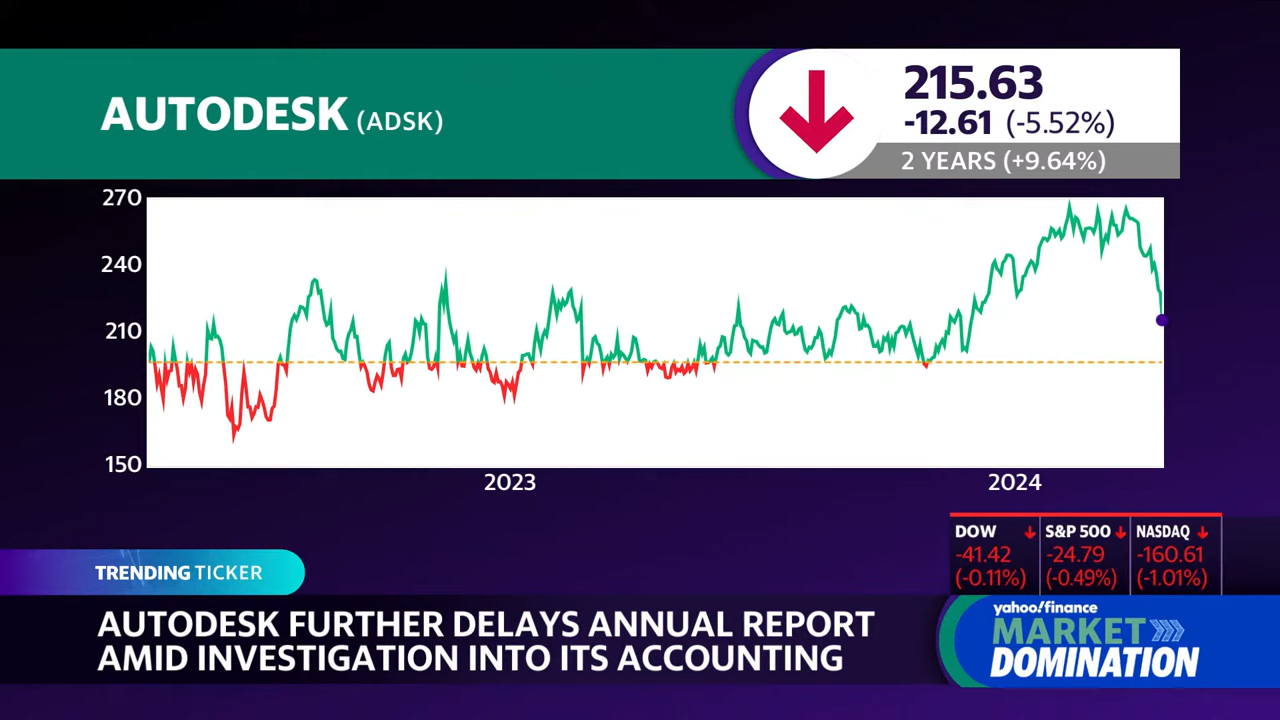 AUTODESK (ADSK)
215.63
-12.61 (-5.52%)
2 YEARS (+9.64%)
270
240
210
180
150
2023
2024
DOW
-41.42
(-0.11%)
S&P 500
-24.79
(-0.49%)
NASDAQ
-160.61
(-1.01%)
TRENDING TICKER
AUTODESK FURTHER DELAYS ANNUAL REPORT
AMID INVESTIGATION INTO ITS ACCOUNTING
yahoo!finance
MARKET
DOMINATION